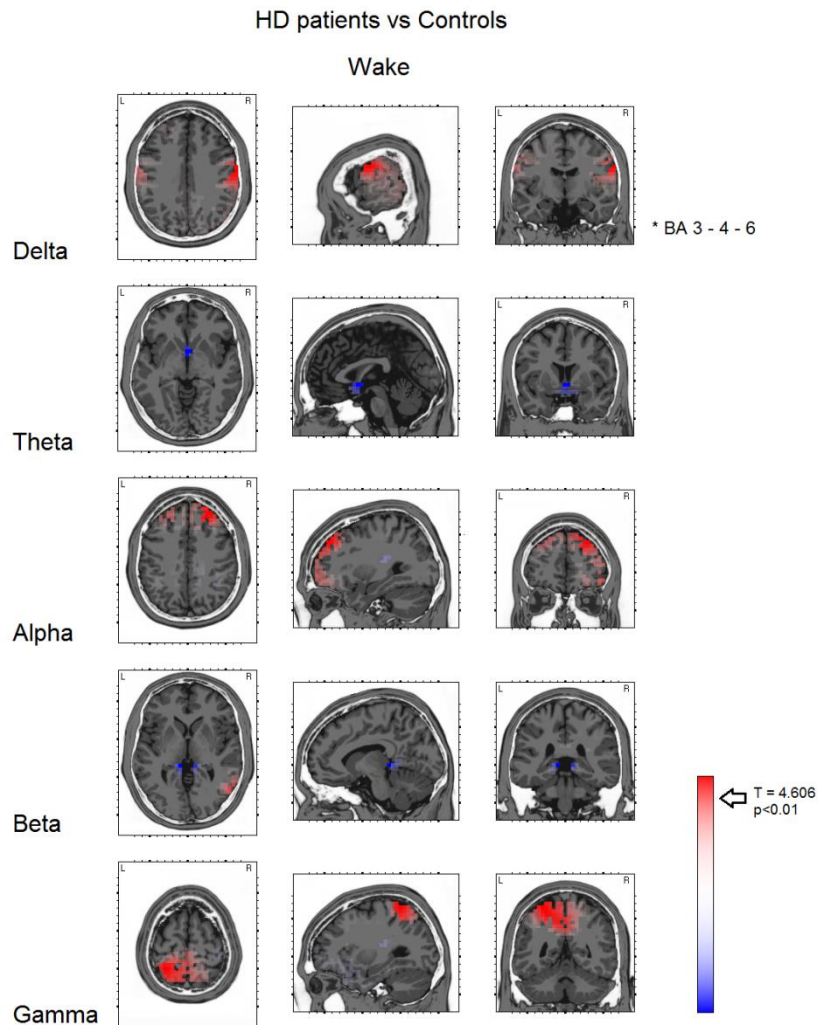 HD patients vs Controls
Wake
L R
L R
* BA 3 - 4 - 6
Delta
L R
L R
Theta
L R
L R
Alpha
L R
L R
Beta
T = 4.606
p<0.01
L R
L R
Gamma